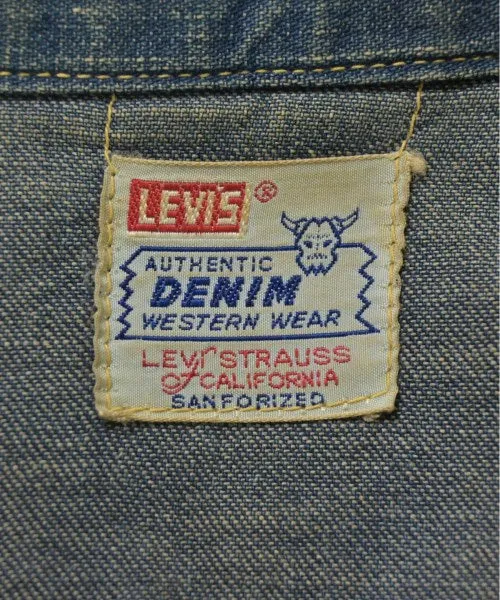 LEVI'S ®
AUTHENTIC
DENIM
WESTERN WEAR
LEVI STRAUSS
of CALIFORNIA
SANFORIZED